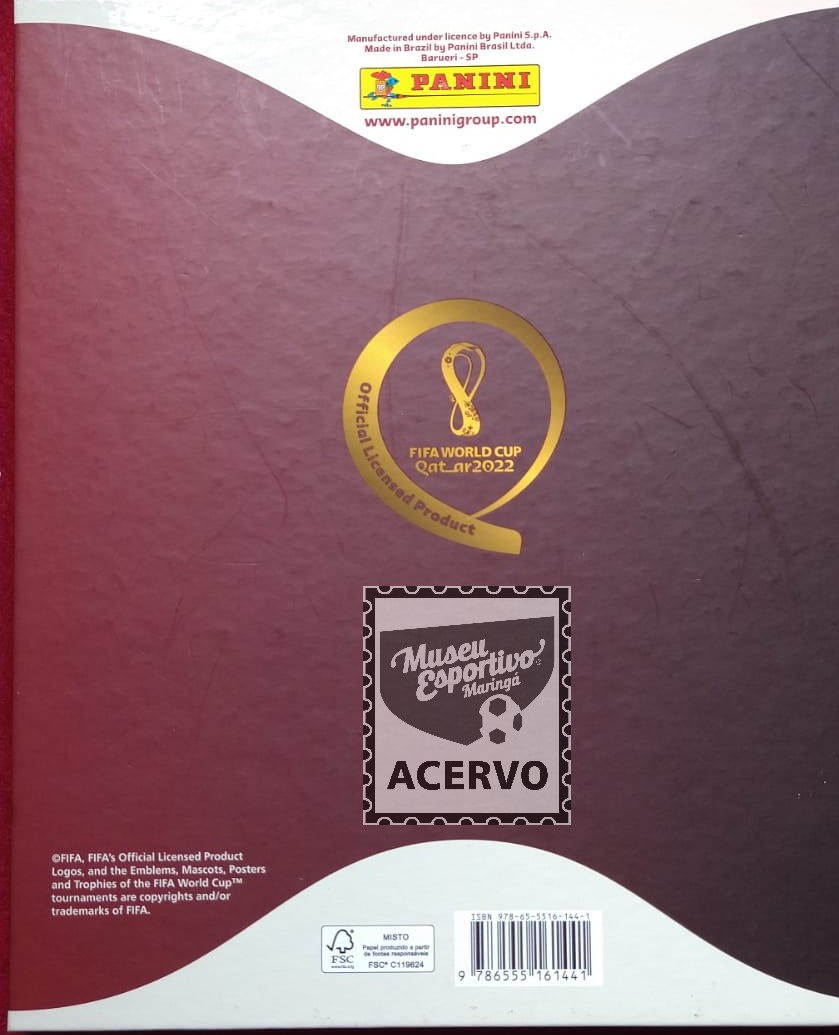 Manufactured under licence by Panini S.p.A.
Made in Brazil by Panini Brasil Ltda.
Barueri - SP
PANINI
www.paninigroup.com
Official Licensed Product
FIFA WORLD CUP
Qatar2022
Museu
Esportivo
Maringá
ACERVO
©FIFA, FIFA's Official Licensed Product
Logos, and the Emblems, Mascots, Posters
and Trophies of the FIFA World Cup™
tournaments are copyrights and/or
trademarks of FIFA.
FSC
www.fsc.org
MISTO
Papel produzido a partir
de fontes responsáveis
FSC® C119624
ISBN 978-65-5516-144-1
9 786555 161441